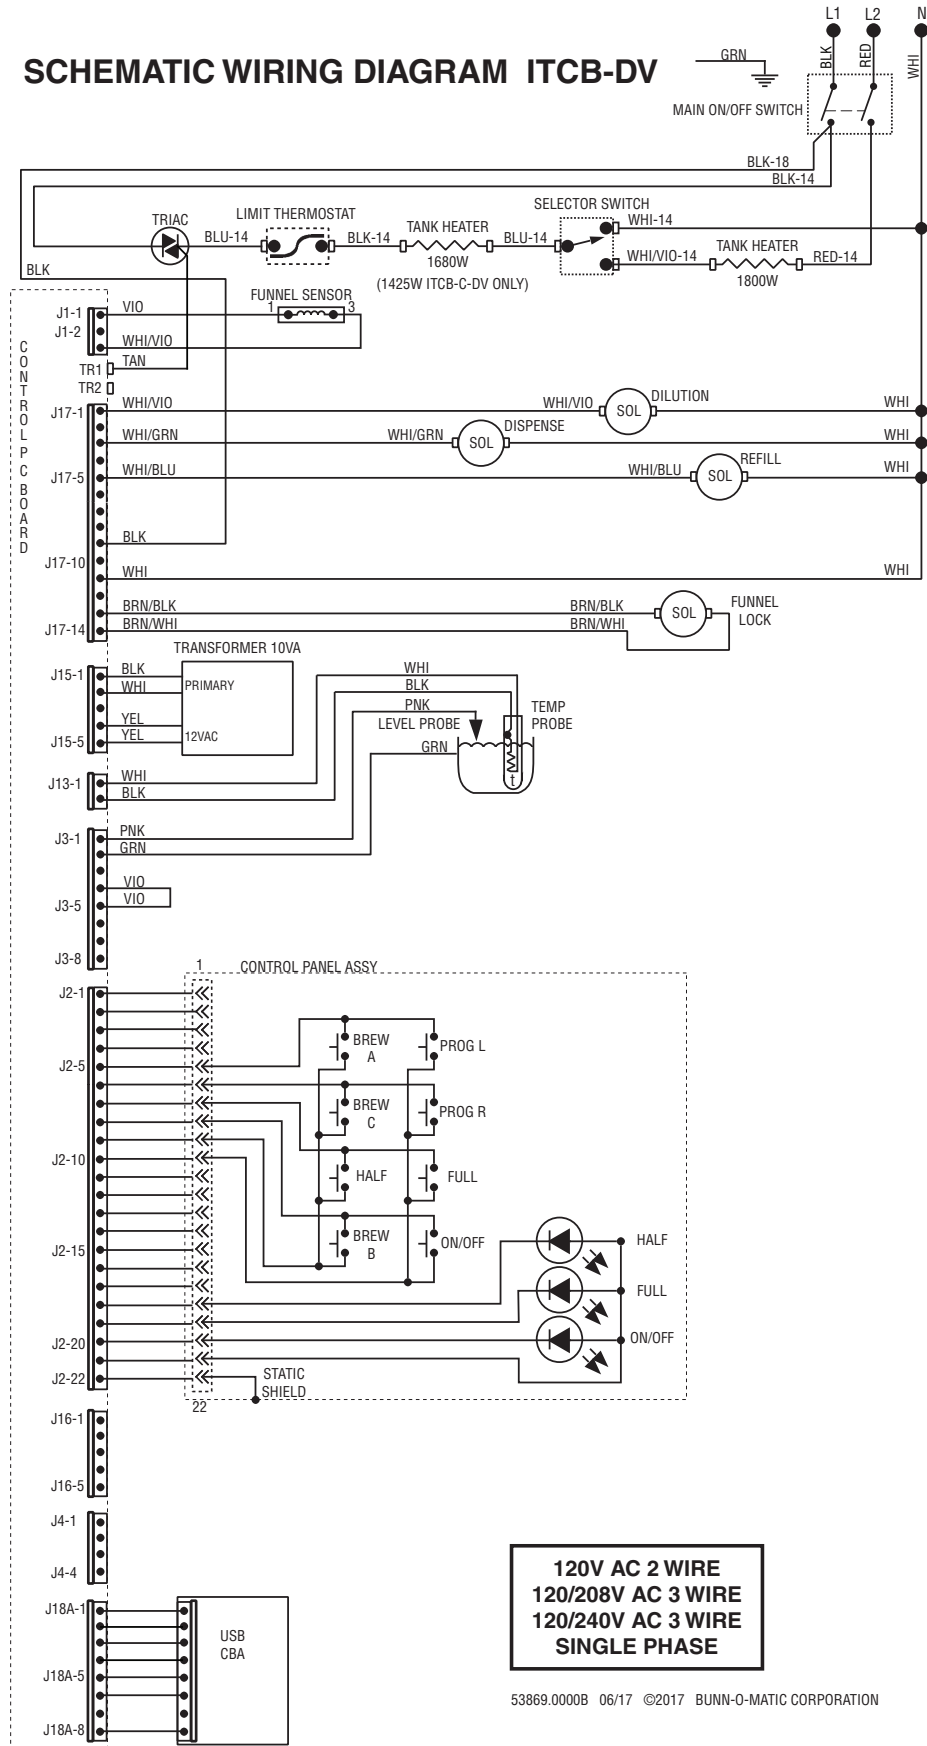 L1 L2 N
SCHEMATIC WIRING DIAGRAM ITCB-DV
GRN
BLK
RED
WHI
MAIN ON/OFF SWITCH
BLK-18
BLK-14
TRIAC
LIMIT THERMOSTAT
SELECTOR SWITCH
WHI-14
BLU-14
BLK-14
TANK HEATER
1680W
(1425W ITCB-C-DV ONLY)
BLU-14
WHI/VIO-14
TANK HEATER
1800W
RED-14
BLK
CONTROL PC BOARD
J1-1
VIO
FUNNEL SENSOR
1 3
J1-2
WHI/VIO
TR1
TAN
TR2
J17-1
WHI/VIO
WHI/VIO
SOL
DILUTION
WHI
WHI/GRN
WHI/GRN
SOL
DISPENSE
WHI
J17-5
WHI/BLU
WHI/BLU
SOL
REFILL
WHI
BLK
J17-10
WHI
WHI
BRN/BLK
BRN/BLK
SOL
FUNNEL
LOCK
J17-14
BRN/WHI
BRN/WHI
TRANSFORMER 10VA
J15-1
BLK
WHI
PRIMARY
YEL
YEL
12VAC
J15-5
WHI
BLK
PNK
LEVEL PROBE
TEMP
PROBE
GRN
t
J13-1
WHI
BLK
J3-1
PNK
GRN
VIO
VIO
J3-5
J3-8
1
CONTROL PANEL ASSY
J2-1
J2-5
BREW
A
PROG L
BREW
C
PROG R
J2-10
HALF
FULL
BREW
B
ON/OFF
J2-15
HALF
FULL
ON/OFF
J2-20
J2-22
STATIC
SHIELD
22
J16-1
J16-5
J4-1
J4-4
J18A-1
J18A-5
J18A-8
USB
CBA
120V AC 2 WIRE
120/208V AC 3 WIRE
120/240V AC 3 WIRE
SINGLE PHASE
53869.0000B 06/17 ©2017 BUNN-O-MATIC CORPORATION